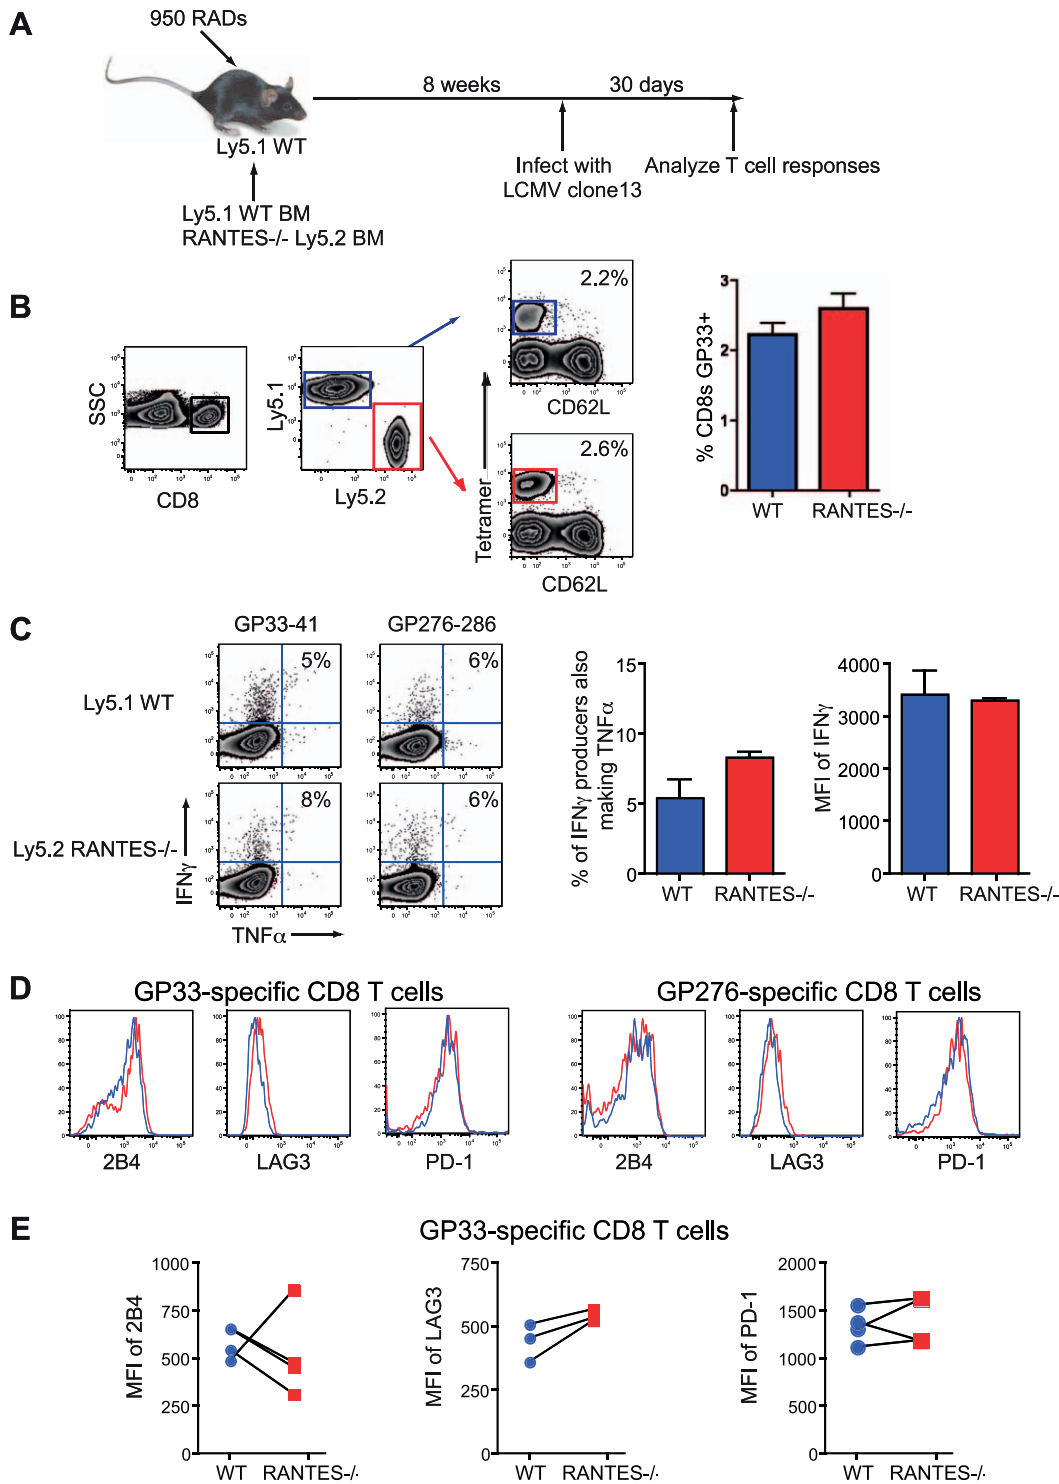 A
950 RADs
8 weeks
30 days
Ly5.1 WT
Infect with
LCMV clone13
Analyze T cell responses
Ly5.1 WT BM
RANTES-/- Ly5.2 BM
B
SSC
CD8
Ly5.1
Ly5.2
2.2%
CD62L
2.6%
CD62L
Tetramer
% CD8s GP33+
3
2
1
0
WT
RANTES-/-
C
GP33-41
GP276-286
Ly5.1 WT
5%
6%
Ly5.2 RANTES-/-
8%
6%
IFNγ
TNFα
% of IFNγ producers also
making TNFα
15
10
5
0
WT
RANTES-/-
MFI of IFNγ
4000
3000
2000
1000
0
WT
RANTES-/-
D
GP33-specific CD8 T cells
GP276-specific CD8 T cells
2B4
LAG3
PD-1
2B4
LAG3
PD-1
E
GP33-specific CD8 T cells
MFI of 2B4
1000
750
500
250
0
WT
RANTES-/-
MFI of LAG3
750
500
250
0
WT
RANTES-/-
MFI of PD-1
2000
1500
1000
500
0
WT
RANTES-/-